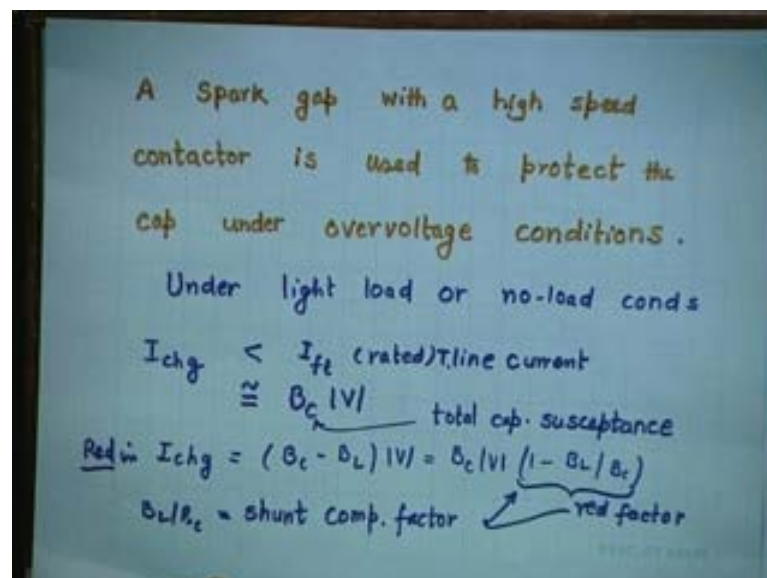 A Spark gap with a high speed
contactor is used to protect the
cap under overvoltage conditions.
Under light load or no-load conds
Ichg < Ifl (rated) T.line current
≅ Bc |V| total cap. susceptance
Red in Ichg = (Bc - BL) |V| = Bc |V| (1 - BL/Bc)
BL/Bc = shunt comp. factor red factor